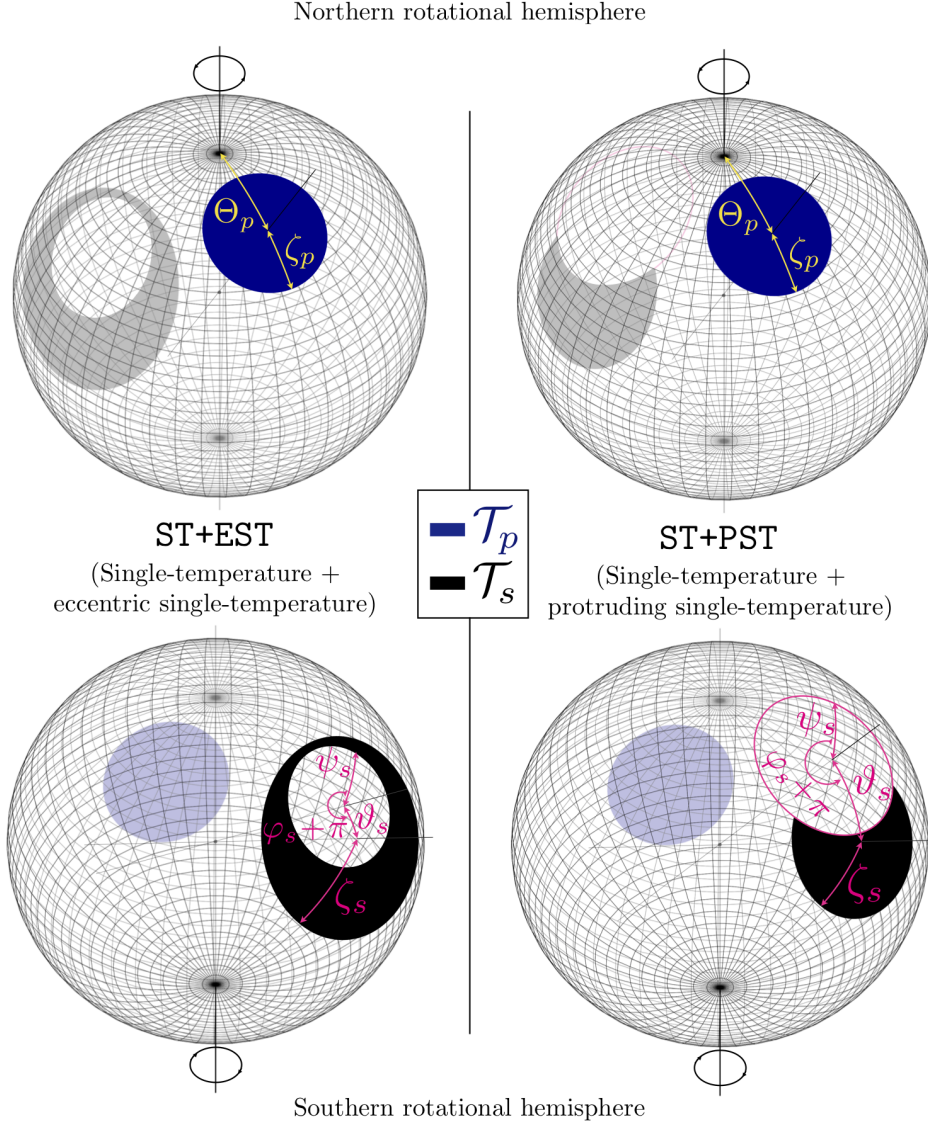 Northern rotational hemisphere
Θₚ
ζₚ
Θₚ
ζₚ
ST+EST
(Single-temperature +
eccentric single-temperature)
𝒯ₚ
𝒯ₛ
ST+PST
(Single-temperature +
protruding single-temperature)
ψₛ
φₛ + π
ϑₛ
ζₛ
ψₛ
φₛ + π
ϑₛ
ζₛ
Southern rotational hemisphere